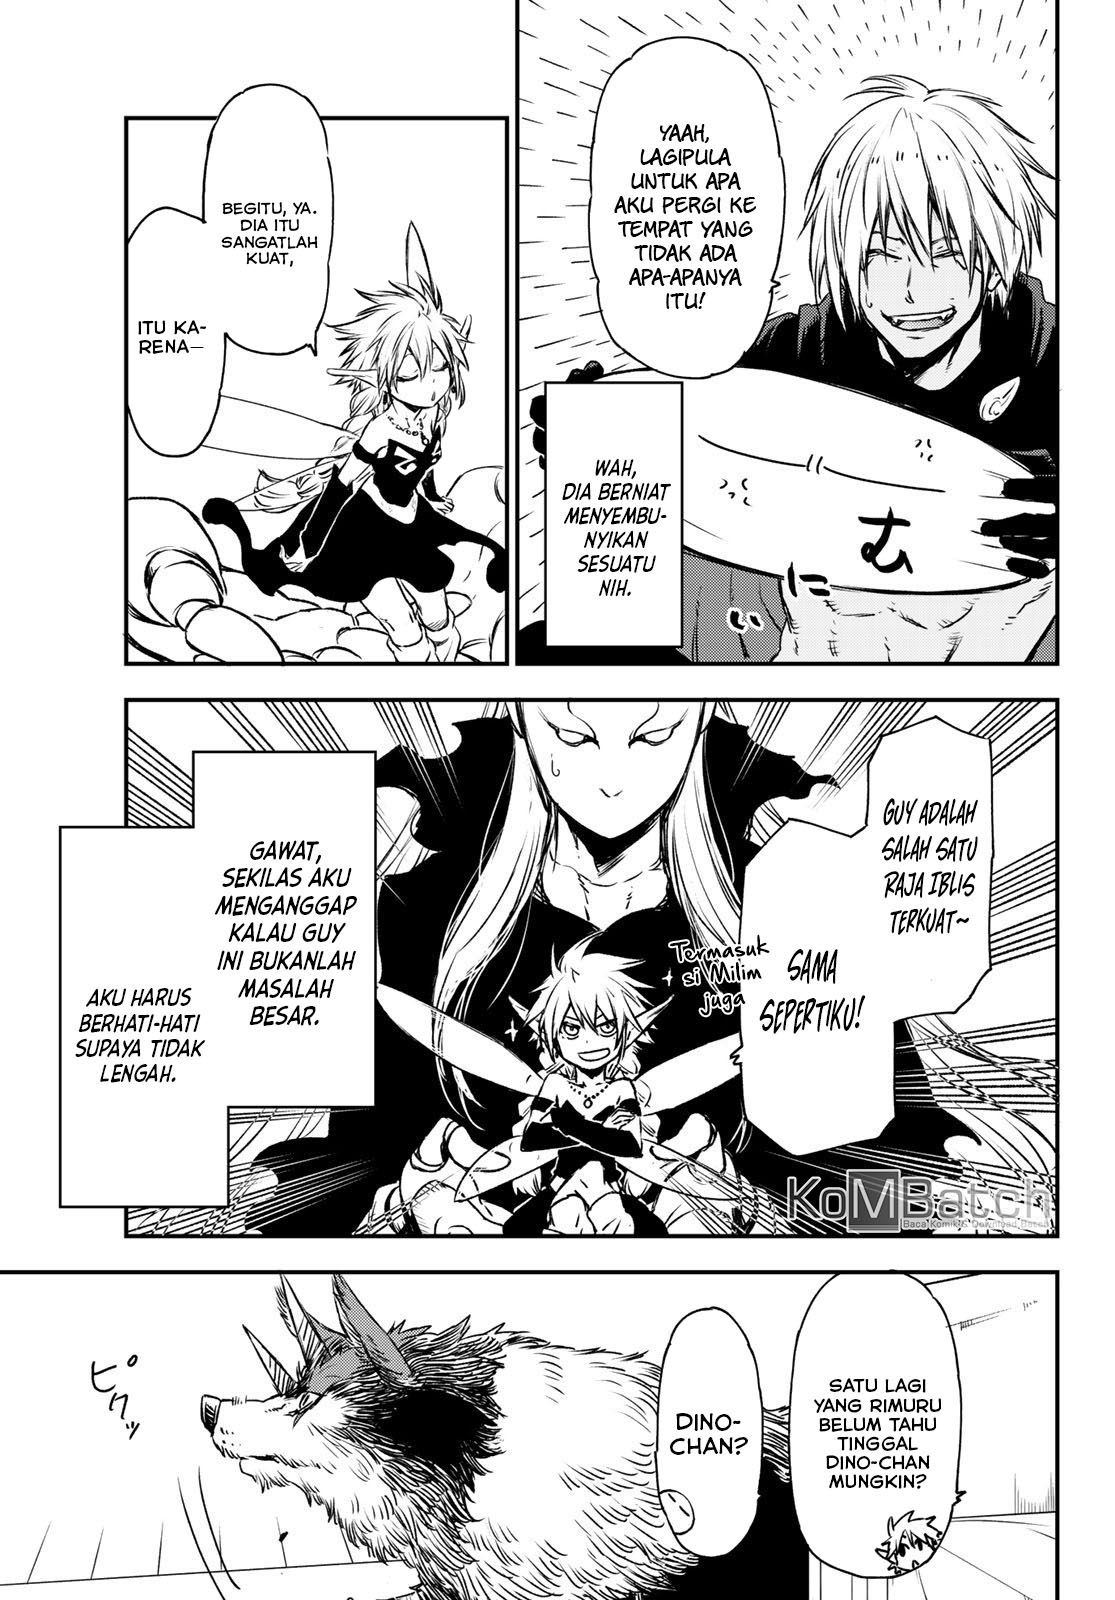 YAAH,
LAGIPULA
UNTUK APA
AKU PERGI KE
TEMPAT YANG
TIDAK ADA
APA-APANYA
ITU!
WAH,
DIA BERNIAT
MENYEMBU-
NYIKAN
SESUATU
NIH.
む
に
い
BEGITU, YA.
DIA ITU
SANGATLAH
KUAT,
ITU KA-
RENA—
GUY ADALAH
SALAH SATU
RAJA IBLIS
TERKUAT~
SAMA
SEPERTIKU!
Termasuk
si Milim
juga
GAWAT,
SEKILAS AKU
MENGANGGAP
KALAU GUY
INI BUKANLAH
MASALAH
BESAR.
AKU HARUS
BERHATI-HATI
SUPAYA TIDAK
LENGAH.
KoMBatch
Baca Komik & Download Batch
SATU LAGI
YANG RIMURU
BELUM TAHU
TINGGAL
DINO-CHAN
MUNGKIN?
DINO-
CHAN?
ピクッ